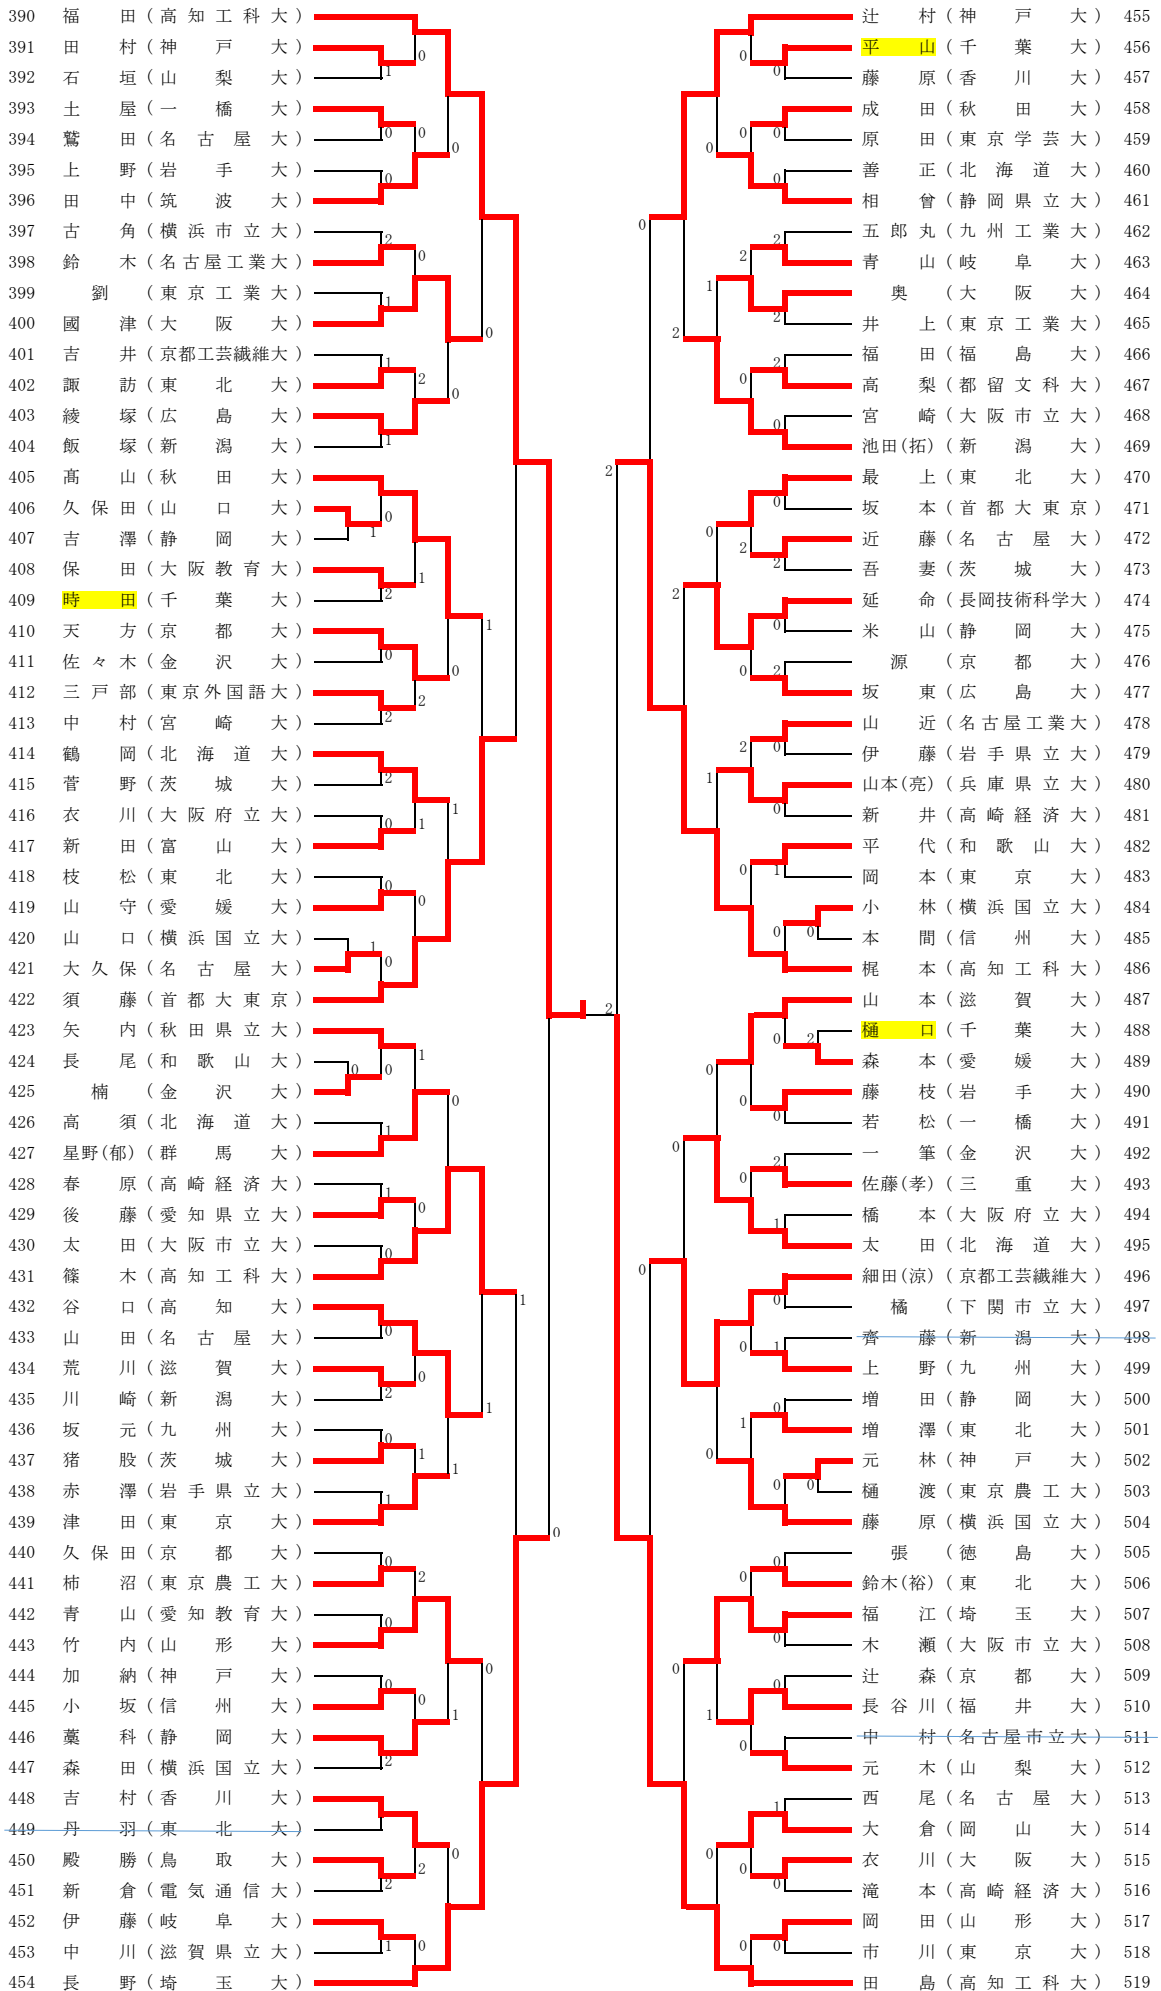 390 福田(高知工科大)
391 田村(神戸大)
392 石垣(山梨大)
393 土屋(一橋大)
394 鷲田(名古屋大)
395 上野(岩手大)
396 田中(筑波大)
397 古角(横浜市立大)
398 鈴木(名古屋工業大)
399 劉(東京工業大)
400 國津(大阪大)
401 吉井(京都工芸繊維大)
402 諏訪(東北大)
403 綾塚(広島大)
404 飯塚(新潟大)
405 髙山(秋田大)
406 久保田(山口大)
407 吉澤(静岡大)
408 保田(大阪教育大)
409 時田(千葉大)
410 天方(京都大)
411 佐々木(金沢大)
412 三戸部(東京外国語大)
413 中村(宮崎大)
414 鶴岡(北海道大)
415 菅野(茨城大)
416 衣川(大阪府立大)
417 新田(富山大)
418 枝松(東北大)
419 山守(愛媛大)
420 山口(横浜国立大)
421 大久保(名古屋大)
422 須藤(首都大東京)
423 矢内(秋田県立大)
424 長尾(和歌山大)
425 楠(金沢大)
426 高須(北海道大)
427 星野(郁)(群馬大)
428 春原(高崎経済大)
429 後藤(愛知県立大)
430 太田(大阪市立大)
431 篠木(高知工科大)
432 谷口(高知大)
433 山田(名古屋大)
434 荒川(滋賀大)
435 川崎(新潟大)
436 坂元(九州大)
437 猪股(茨城大)
438 赤澤(岩手県立大)
439 津田(東京大)
440 久保田(京都大)
441 柿沼(東京農工大)
442 青山(愛知教育大)
443 竹内(山形大)
444 加納(神戸大)
445 小坂(信州大)
446 藁科(静岡大)
447 森田(横浜国立大)
448 吉村(香川大)
449 丹羽(東北大)
450 殿勝(鳥取大)
451 新倉(電気通信大)
452 伊藤(岐阜大)
453 中川(滋賀県立大)
454 長野(埼玉大)
辻村(神戸大) 455
平山(千葉大) 456
藤原(香川大) 457
成田(秋田大) 458
原田(東京学芸大) 459
善正(北海道大) 460
相曾(静岡県立大) 461
五郎丸(九州工業大) 462
青山(岐阜大) 463
奥(大阪大) 464
井上(東京工業大) 465
福田(福島大) 466
高梨(都留文科大) 467
宮崎(大阪市立大) 468
池田(拓)(新潟大) 469
最上(東北大) 470
坂本(首都大東京) 471
近藤(名古屋大) 472
吾妻(茨城大) 473
延命(長岡技術科学大) 474
米山(静岡大) 475
源(京都大) 476
坂東(広島大) 477
山近(名古屋工業大) 478
伊藤(岩手県立大) 479
山本(亮)(兵庫県立大) 480
新井(高崎経済大) 481
平代(和歌山大) 482
岡本(東京大) 483
小林(横浜国立大) 484
本間(信州大) 485
梶本(高知工科大) 486
山本(滋賀大) 487
樋口(千葉大) 488
森本(愛媛大) 489
藤枝(岩手大) 490
若松(一橋大) 491
一筆(金沢大) 492
佐藤(孝)(三重大) 493
橋本(大阪府立大) 494
太田(北海道大) 495
細田(涼)(京都工芸繊維大) 496
橘(下関市立大) 497
齊藤(新潟大) 498
上野(九州大) 499
増田(静岡大) 500
増澤(東北大) 501
元林(神戸大) 502
樋渡(東京農工大) 503
藤原(横浜国立大) 504
張(徳島大) 505
鈴木(裕)(東北大) 506
福江(埼玉大) 507
木瀬(大阪市立大) 508
辻森(京都大) 509
長谷川(福井大) 510
中村(名古屋市立大) 511
元木(山梨大) 512
西尾(名古屋大) 513
大倉(岡山大) 514
衣川(大阪大) 515
滝本(高崎経済大) 516
岡田(山形大) 517
市川(東京大) 518
田島(高知工科大) 519